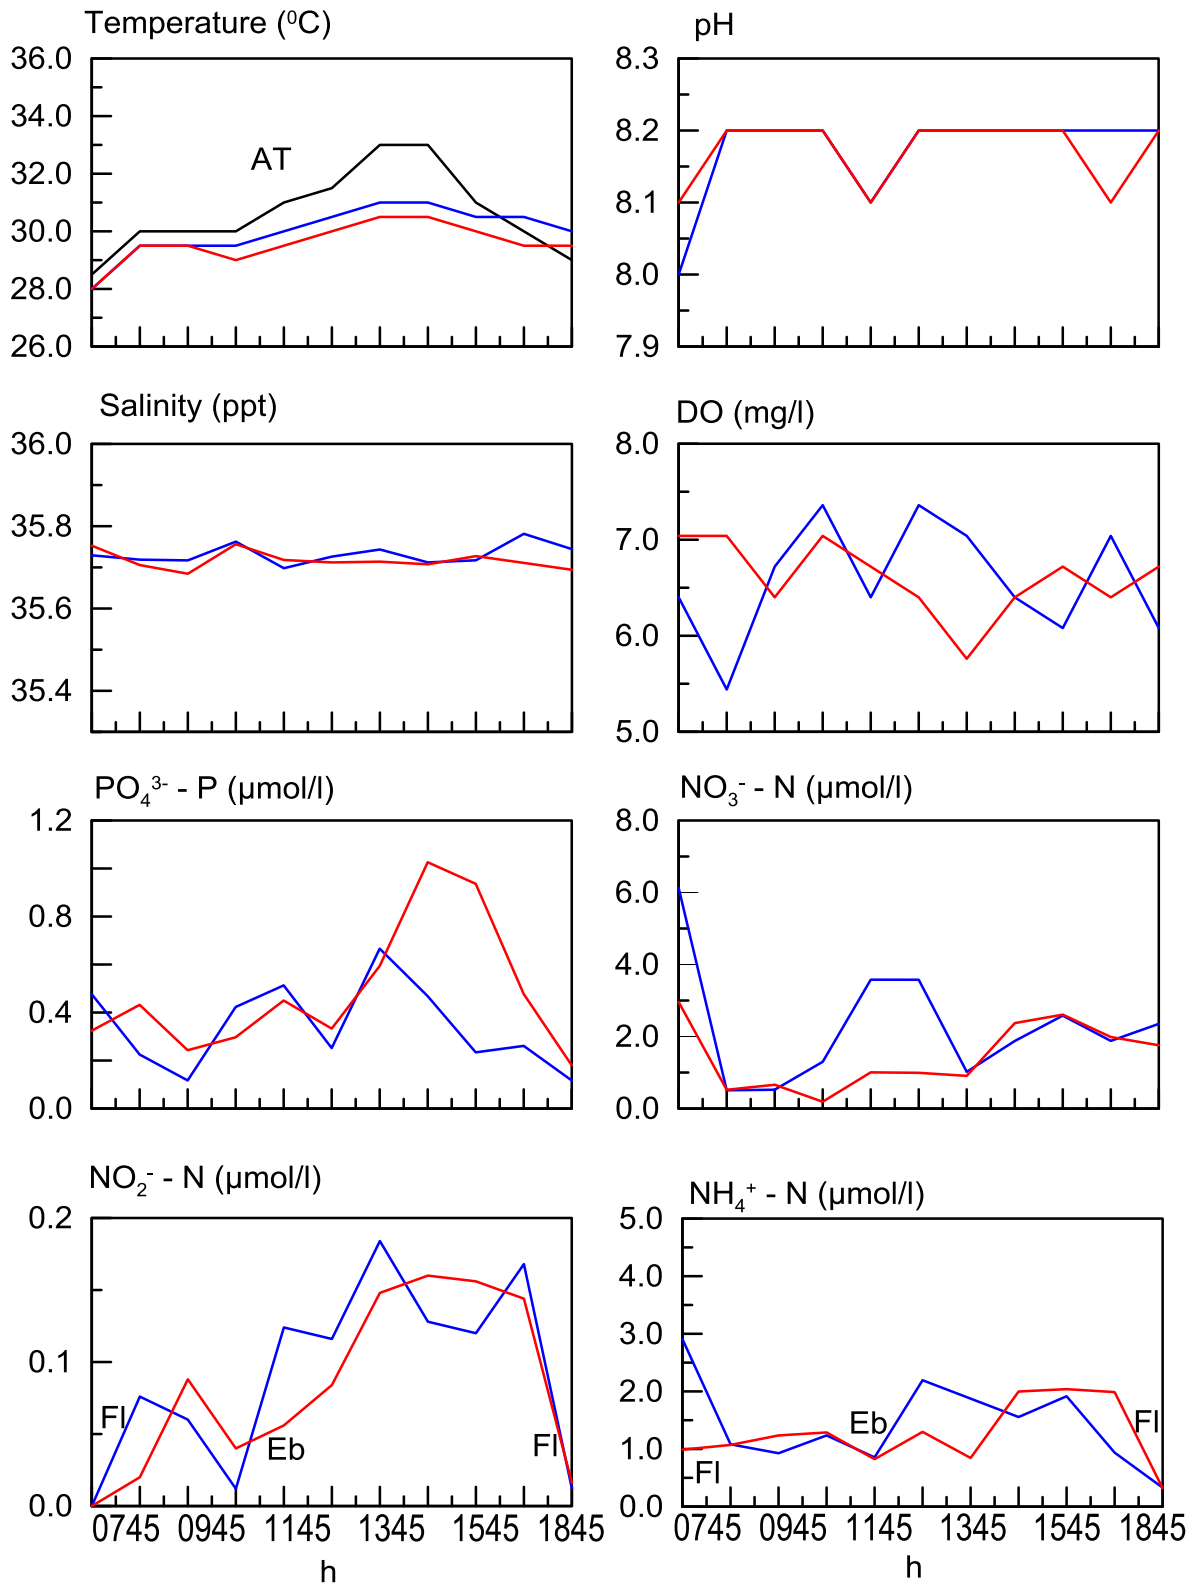 Temperature (⁰C)
36.0
34.0
32.0
30.0
28.0
26.0
AT
pH
8.3
8.2
8.1
8.0
7.9
Salinity (ppt)
36.0
35.8
35.6
35.4
DO (mg/l)
8.0
7.0
6.0
5.0
PO₄³⁻ - P (µmol/l)
1.2
0.8
0.4
0.0
NO₃⁻ - N (µmol/l)
8.0
6.0
4.0
2.0
0.0
NO₂⁻ - N (µmol/l)
0.2
0.1
0.0
Fl
Eb
Fl
0745 0945 1145 1345 1545 1845
h
NH₄⁺ - N (µmol/l)
5.0
4.0
3.0
2.0
1.0
0.0
Fl
Eb
Fl
0745 0945 1145 1345 1545 1845
h